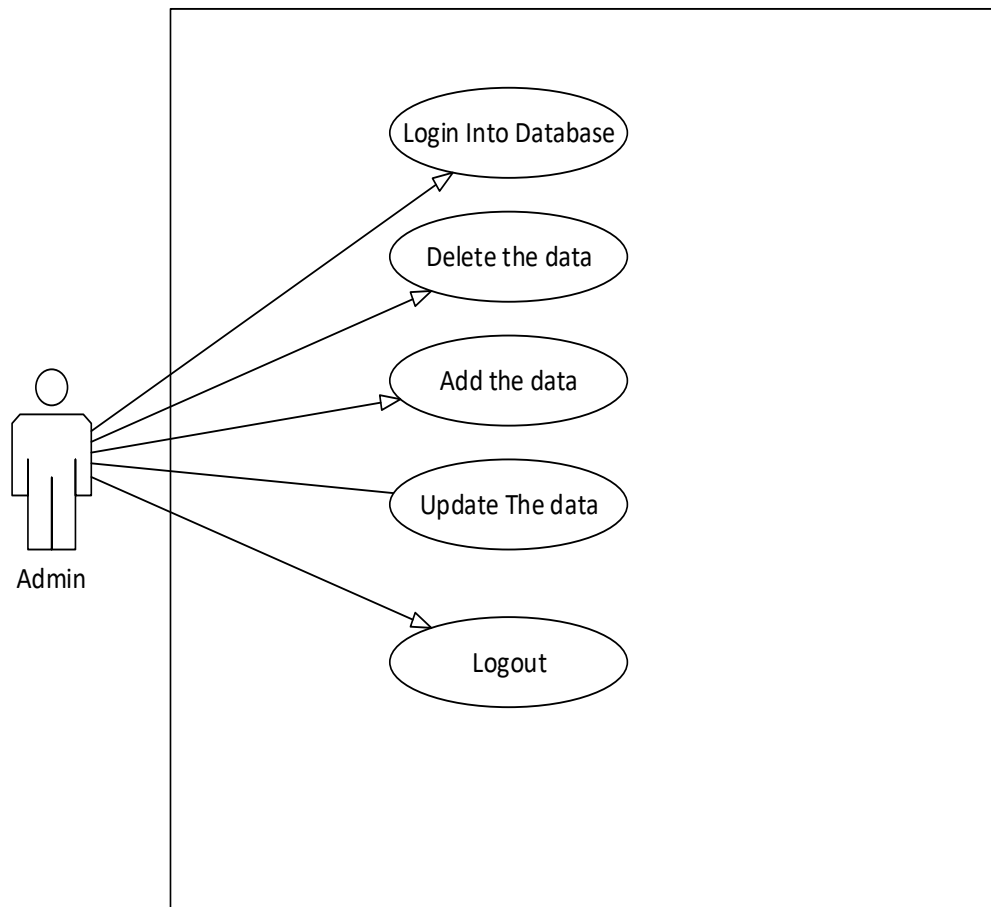 Login Into Database
Delete the data
Add the data
Update The data
Admin
Logout